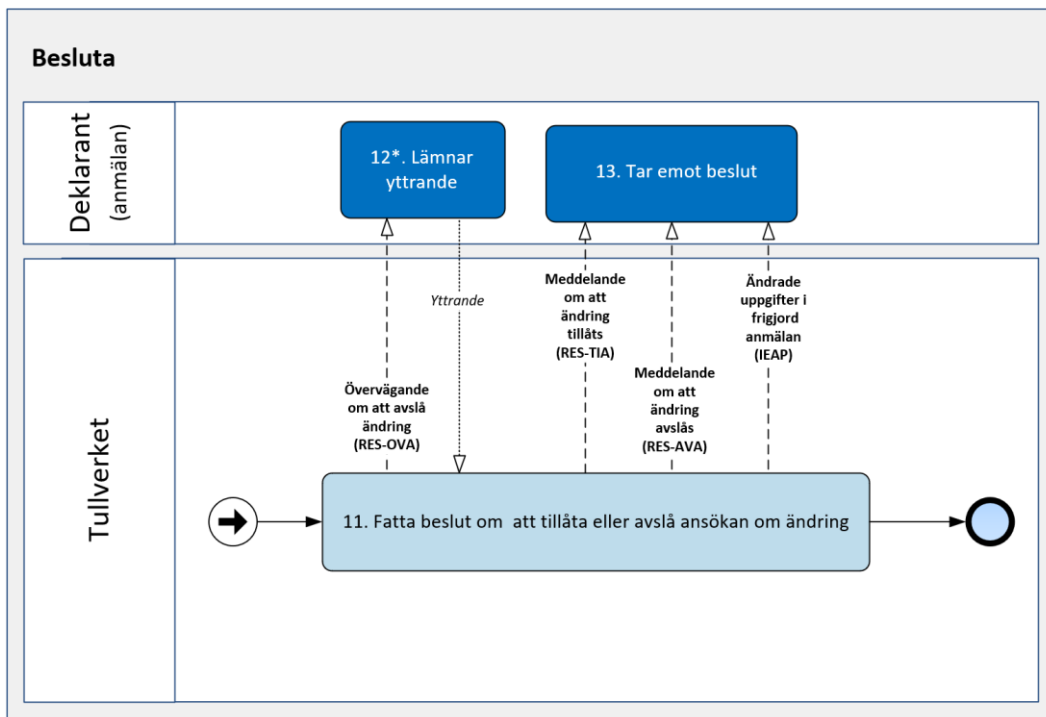 Besluta
Deklarant
(anmälan)
12*. Lämnar
yttrande
13. Tar emot beslut
Tullverket
Övervägande
om att avslå
ändring
(RES-OVA)
Yttrande
Meddelande
om att
ändring
tillåts
(RES-TIA)
Meddelande
om att
ändring
avslås
(RES-AVA)
Ändrade
uppgifter i
frigjord
anmälan
(IEAP)
11. Fatta beslut om  att tillåta eller avslå ansökan om ändring